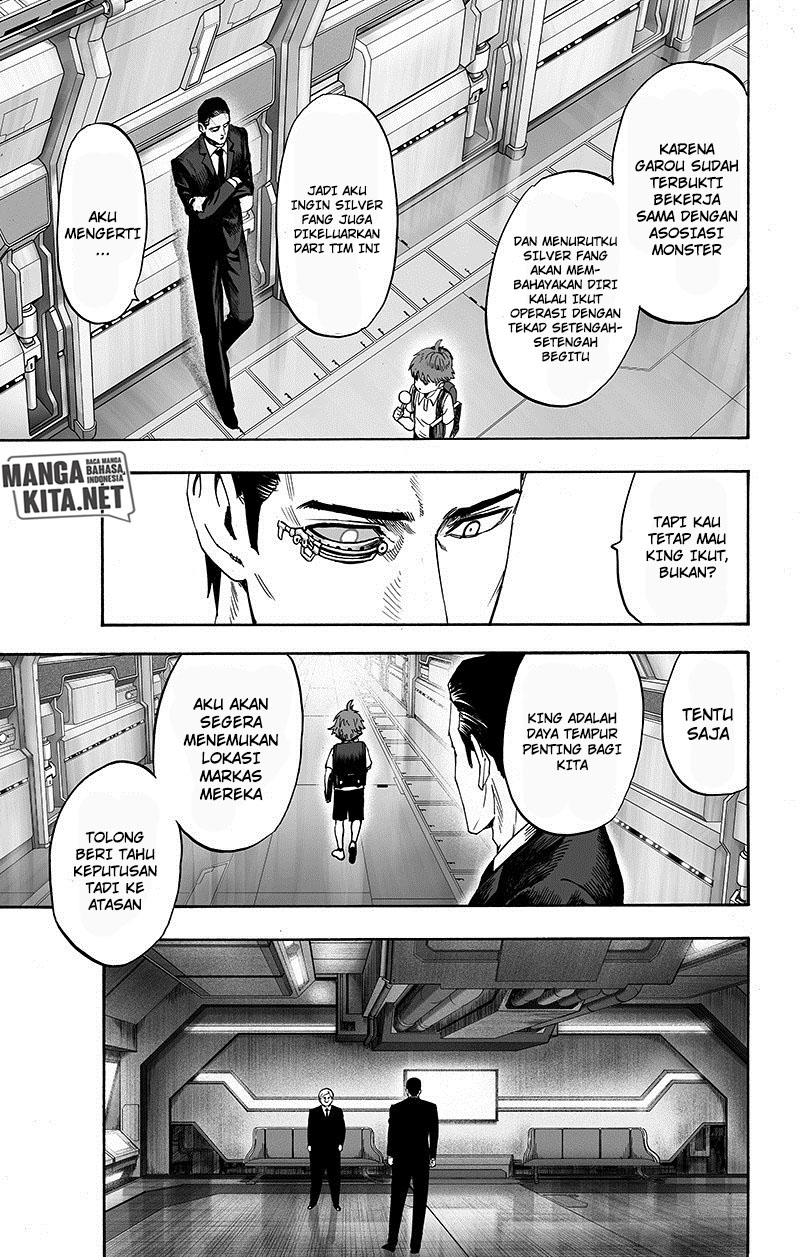 KARENA
GAROU SUDAH
TERBUKTI
BEKERJA
SAMA DENGAN
ASOSIASI
MONSTER
DAN MENURUTKU
SILVER FANG
AKAN MEM-
BAHAYAKAN DIRI
KALAU IKUT
OPERASI DENGAN
TEKAD SETENGAH-
SETENGAH
BEGITU
JADI AKU
INGIN SILVER
FANG JUGA
DIKELUARKAN
DARI TIM INI
AKU
MENGERTI
...
MANGA
KITA.NET
BACA MANGA
BAHASA
INDONESIA
TAPI KAU
TETAP MAU
KING IKUT,
BUKAN?
TENTU
SAJA
KING ADALAH
DAYA TEMPUR
PENTING BAGI
KITA
AKU AKAN
SEGERA
MENEMUKAN
LOKASI
MARKAS
MEREKA
TOLONG
BERI TAHU
KEPUTUSAN
TADI KE
ATASAN